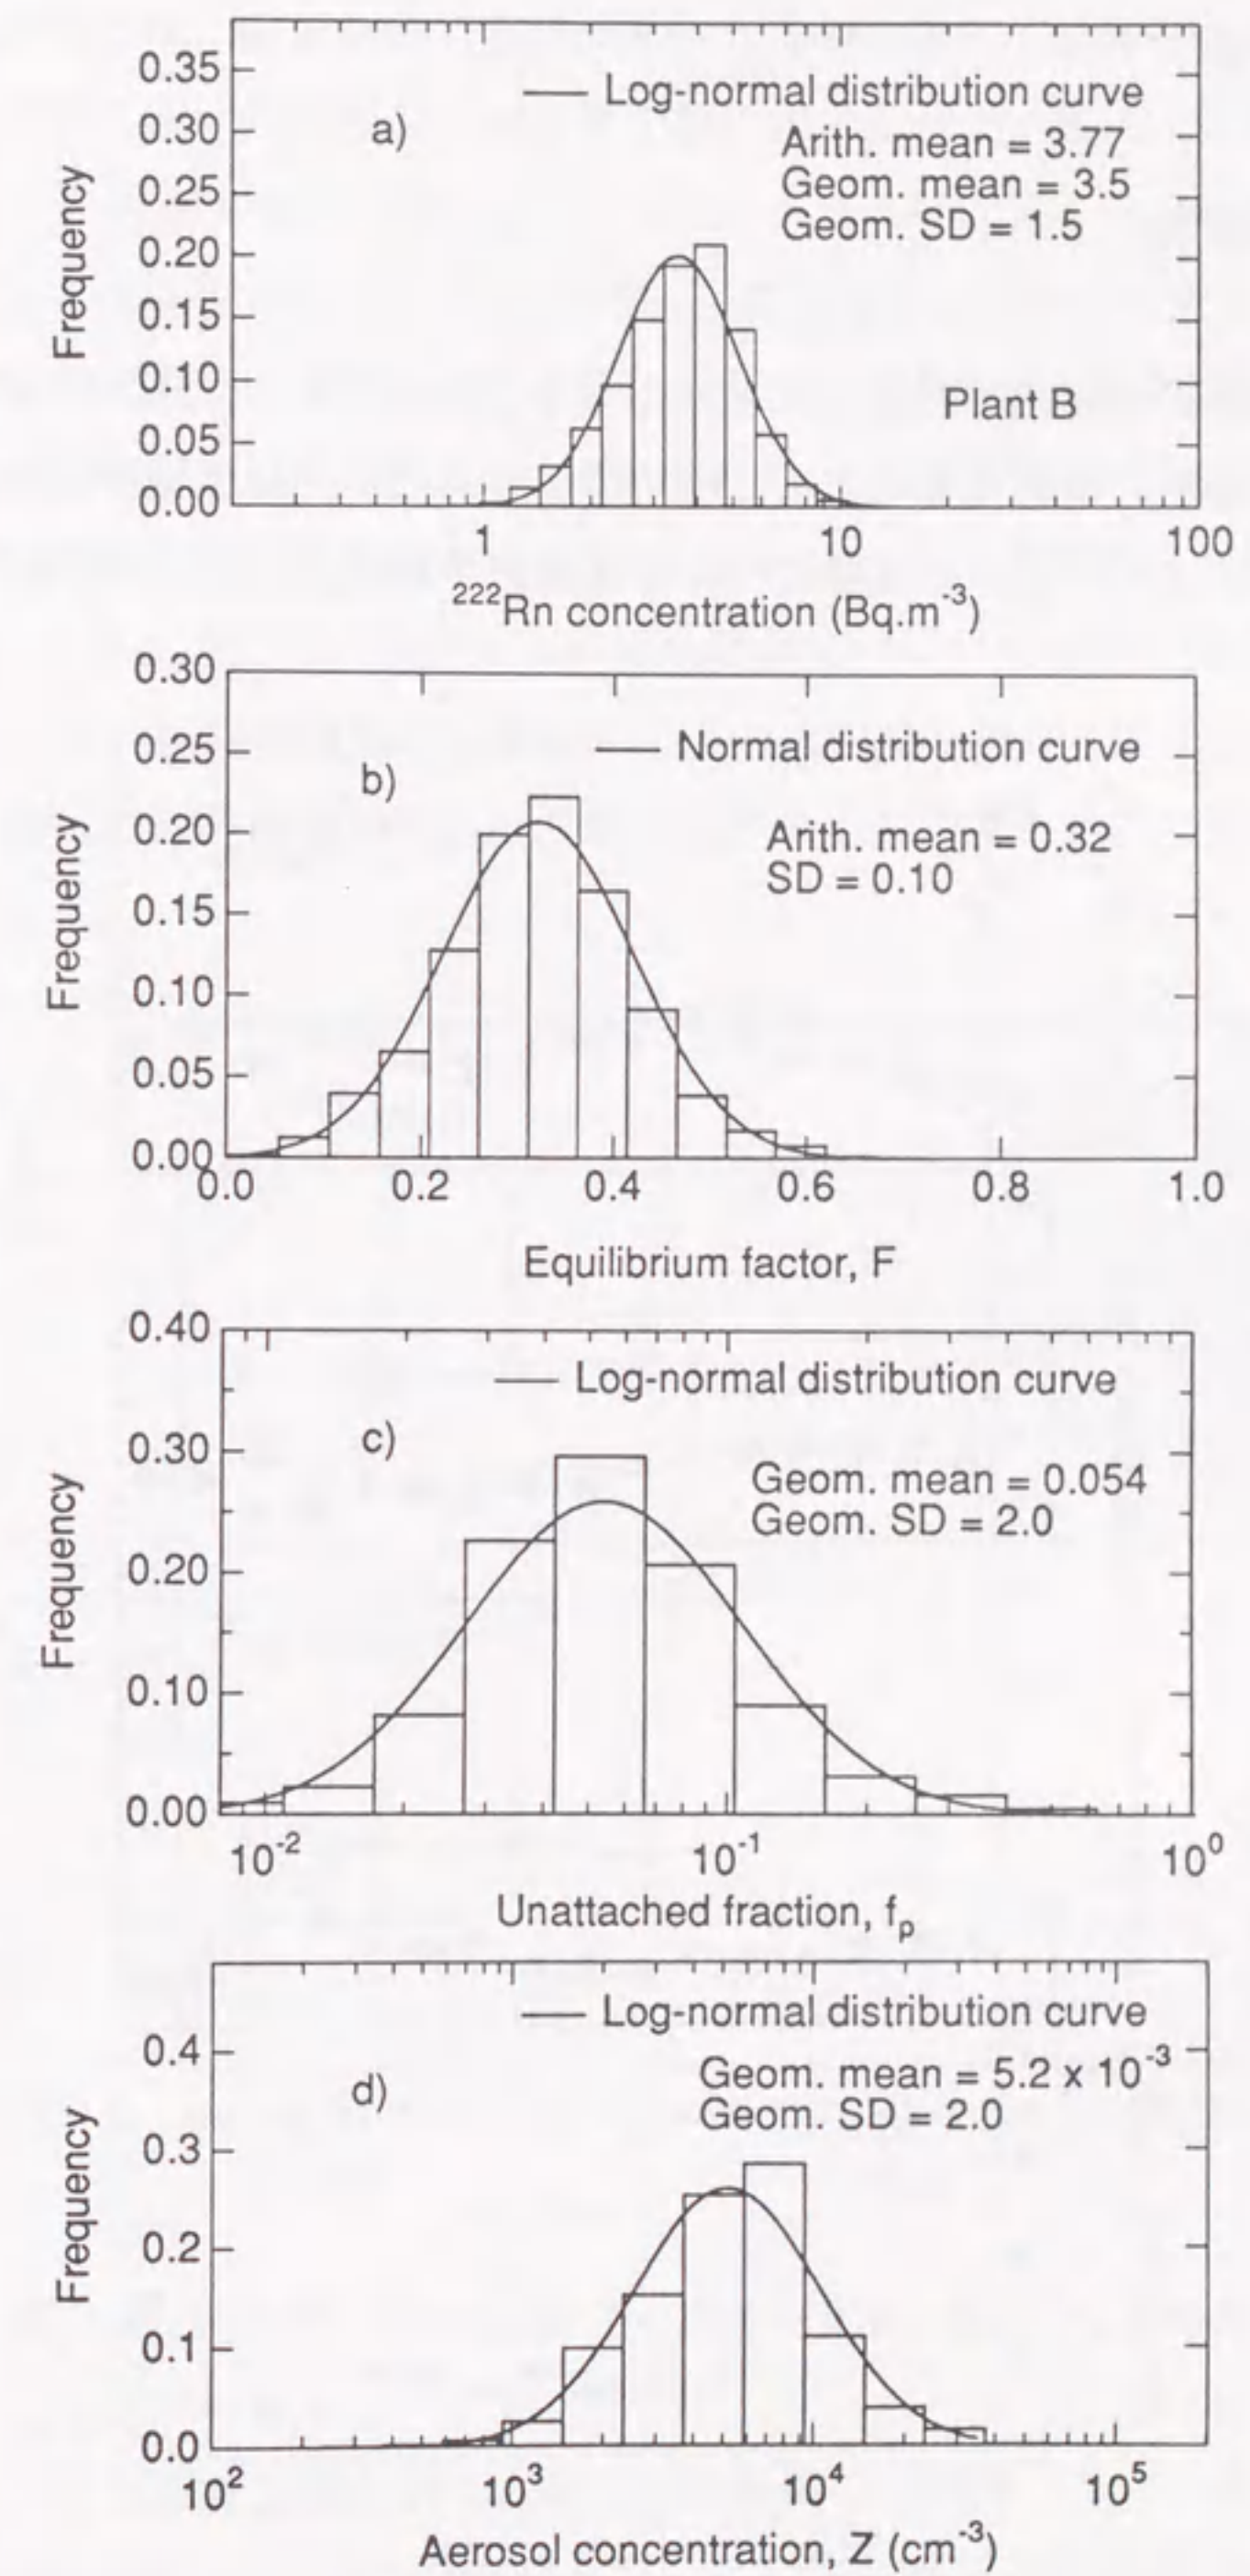 0.35
0.30
0.25
0.20
0.15
0.10
0.05
0.00
Frequency
a)
Log-normal distribution curve
Arith. mean = 3.77
Geom. mean = 3.5
Geom. SD = 1.5
Plant B
1 10 100
²²²Rn concentration (Bq.m⁻³)
0.30
0.25
0.20
0.15
0.10
0.05
0.00
Frequency
b)
Normal distribution curve
Arith. mean = 0.32
SD = 0.10
0.0 0.2 0.4 0.6 0.8 1.0
Equilibrium factor, F
0.40
0.30
0.20
0.10
0.00
Frequency
c)
Log-normal distribution curve
Geom. mean = 0.054
Geom. SD = 2.0
10⁻² 10⁻¹ 10⁰
Unattached fraction, fₚ
0.4
0.3
0.2
0.1
0.0
Frequency
d)
Log-normal distribution curve
Geom. mean = 5.2 x 10⁻³
Geom. SD = 2.0
10² 10³ 10⁴ 10⁵
Aerosol concentration, Z (cm⁻³)